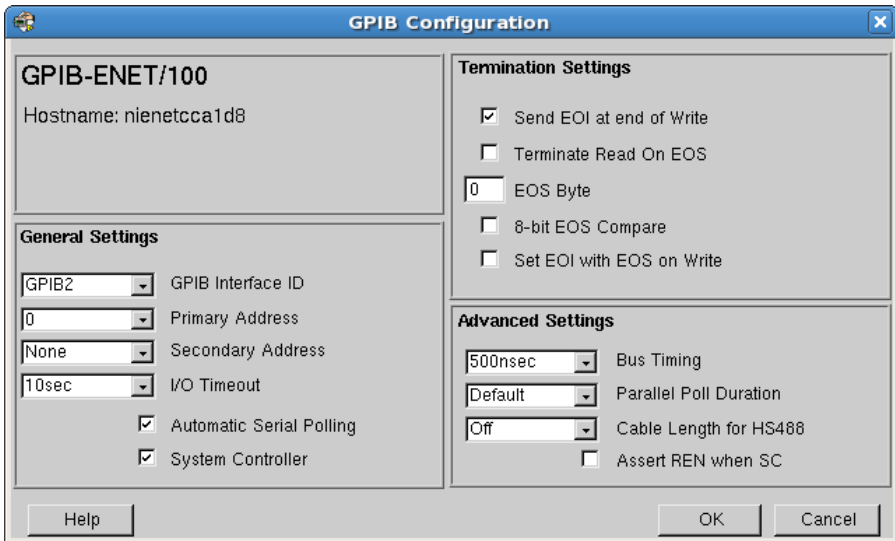 GPIB Configuration
GPIB-ENET/100
Hostname: nienetcca1d8
General Settings
GPIB2 GPIB Interface ID
0 Primary Address
None Secondary Address
10sec I/O Timeout
Automatic Serial Polling
System Controller
Termination Settings
Send EOI at end of Write
Terminate Read On EOS
0 EOS Byte
8-bit EOS Compare
Set EOI with EOS on Write
Advanced Settings
500nsec Bus Timing
Default Parallel Poll Duration
Off Cable Length for HS488
Assert REN when SC
Help OK Cancel